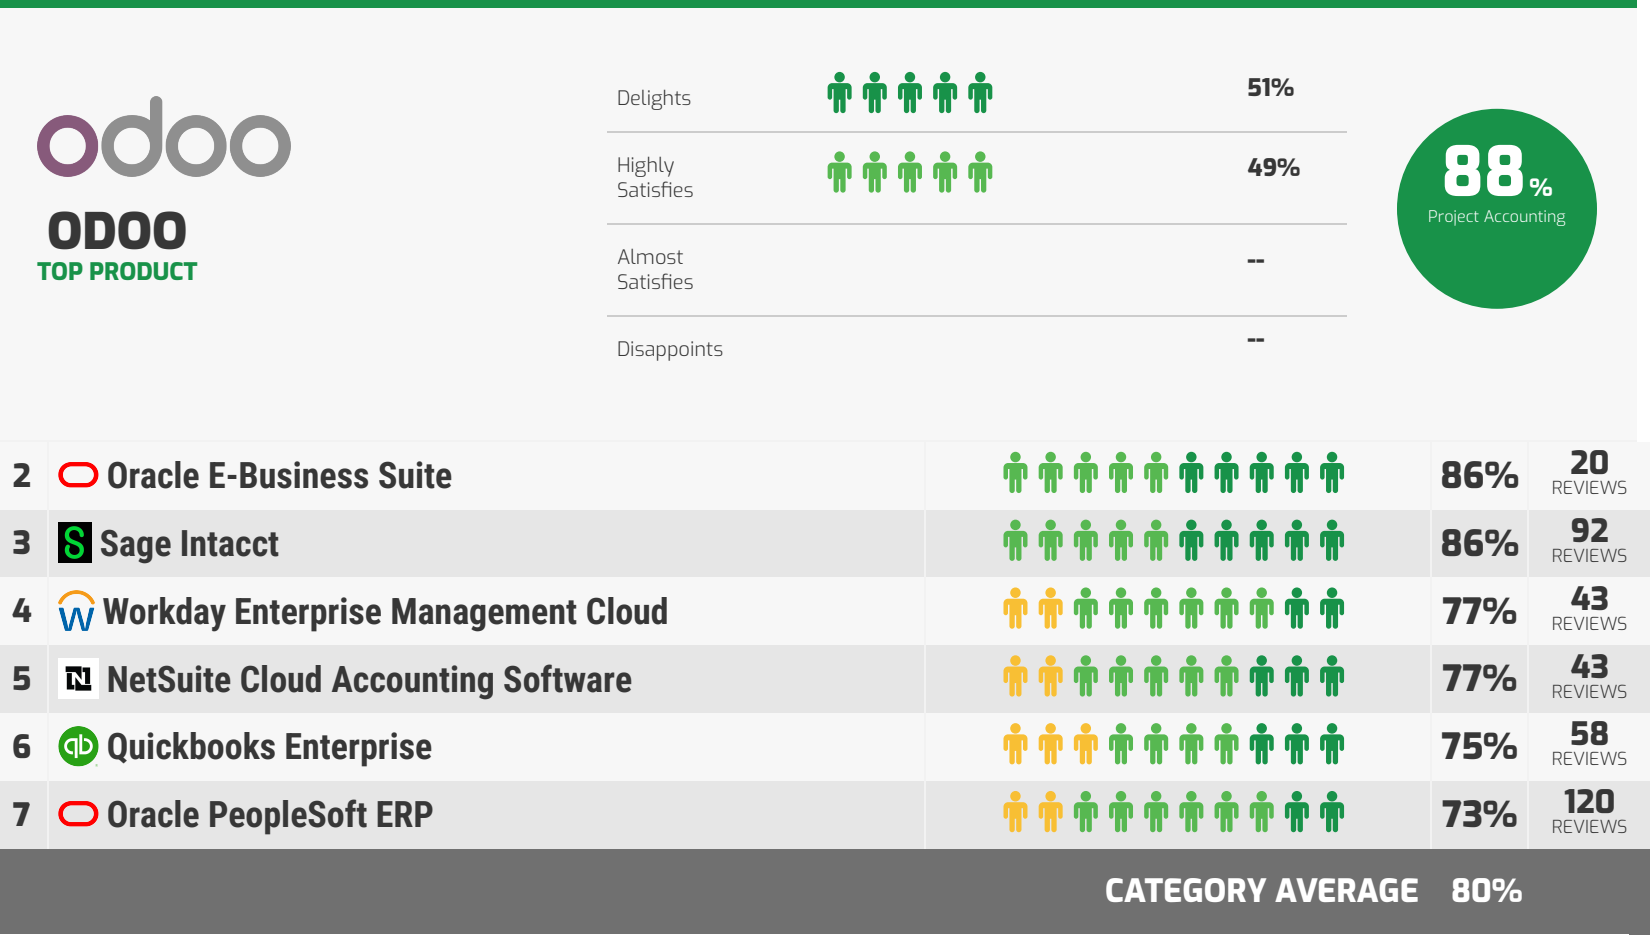 odoo
ODOO
TOP PRODUCT
Delights 51%
Highly
Satisfies 49%
Almost
Satisfies --
Disappoints --
88%
Project Accounting
2 Oracle E-Business Suite 86% 20 REVIEWS
3 S Sage Intacct 86% 92 REVIEWS
4 W Workday Enterprise Management Cloud 77% 43 REVIEWS
5 N NetSuite Cloud Accounting Software 77% 43 REVIEWS
6 qb Quickbooks Enterprise 75% 58 REVIEWS
7 Oracle PeopleSoft ERP 73% 120 REVIEWS
CATEGORY AVERAGE 80%